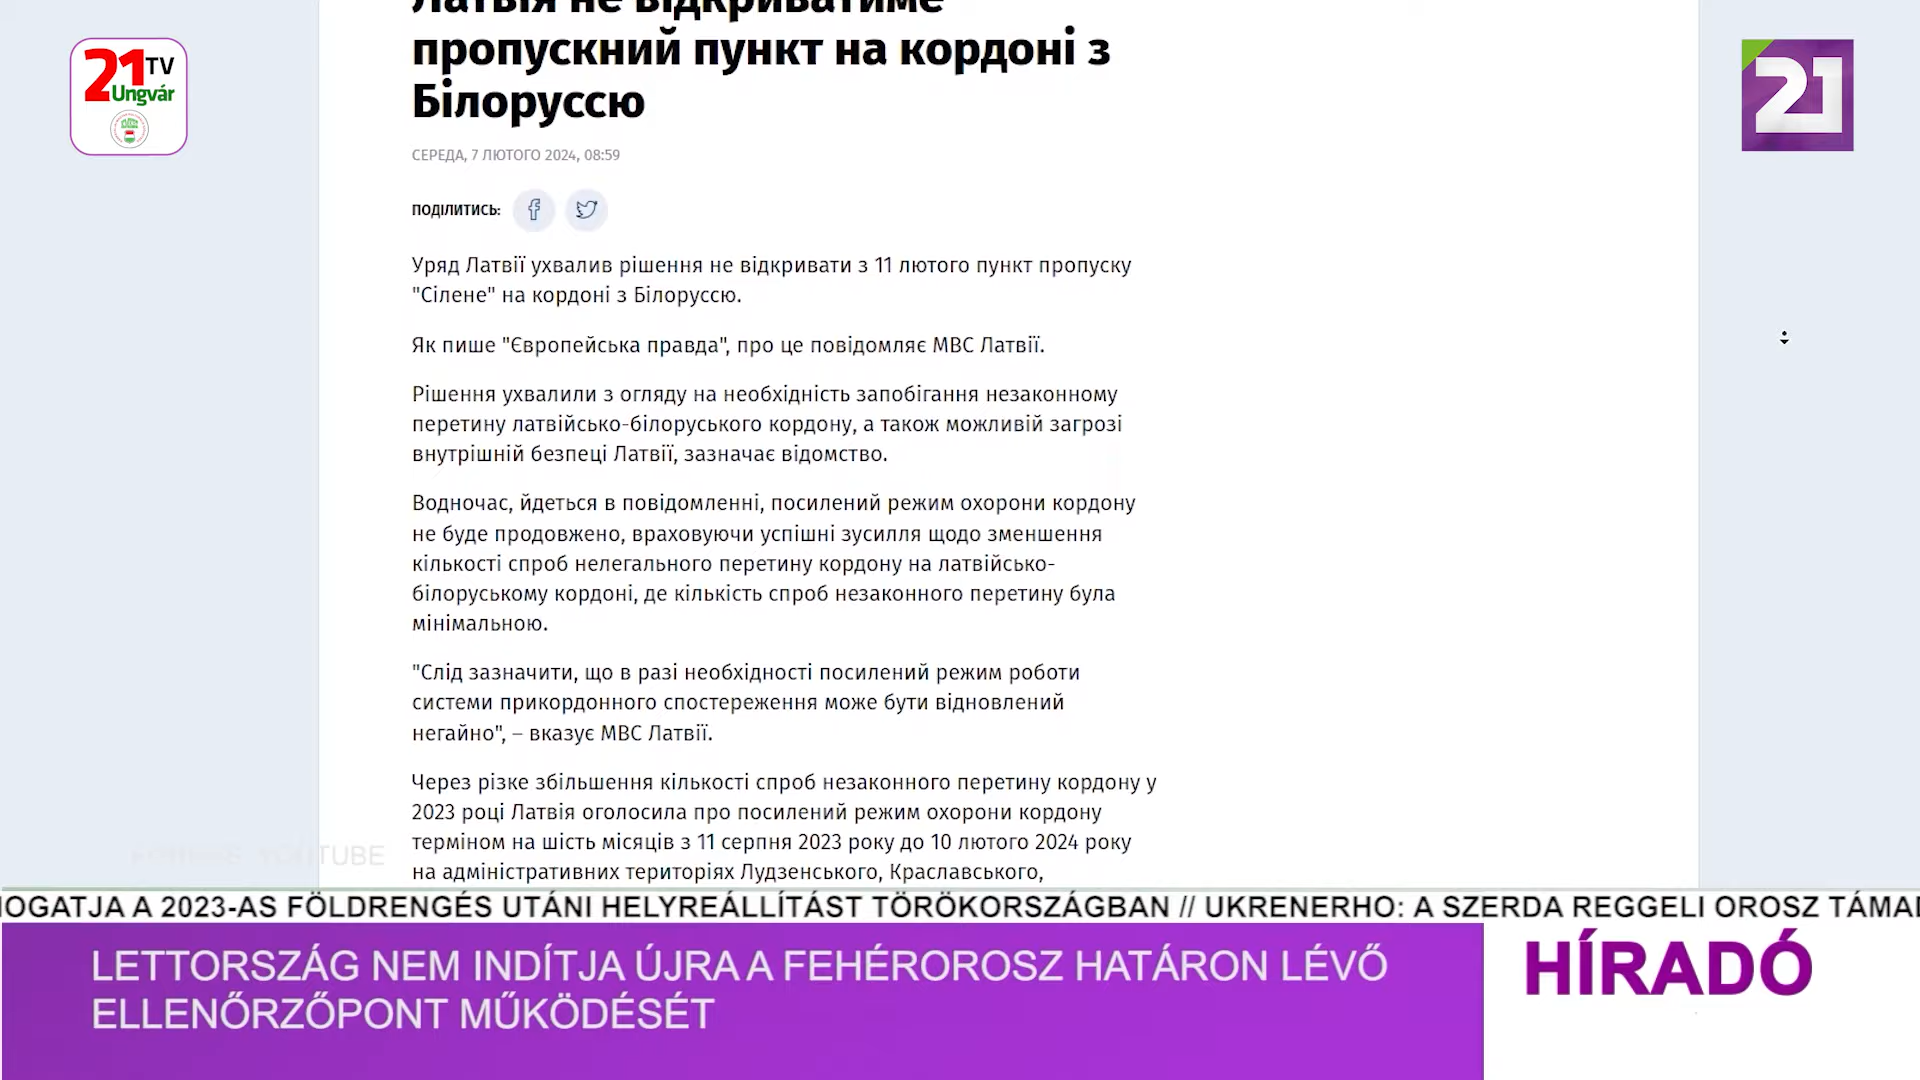 Латвія не відкриватиме
пропускний пункт на кордоні з
Білоруссю
21 TV
Ungvár
21
СЕРЕДА, 7 ЛЮТОГО 2024, 08:59
ПОДІЛИТИСЬ:
Уряд Латвії ухвалив рішення не відкривати з 11 лютого пункт пропуску
"Сілене" на кордоні з Білоруссю.
Як пише "Європейська правда", про це повідомляє МВС Латвії.
Рішення ухвалили з огляду на необхідність запобігання незаконному
перетину латвійсько-білоруського кордону, а також можливій загрозі
внутрішній безпеці Латвії, зазначає відомство.
Водночас, йдеться в повідомленні, посилений режим охорони кордону
не буде продовжено, враховуючи успішні зусилля щодо зменшення
кількості спроб нелегального перетину кордону на латвійсько-
білоруському кордоні, де кількість спроб незаконного перетину була
мінімальною.
"Слід зазначити, що в разі необхідності посилений режим роботи
системи прикордонного спостереження може бути відновлений
негайно", – вказує МВС Латвії.
Через різке збільшення кількості спроб незаконного перетину кордону у
2023 році Латвія оголосила про посилений режим охорони кордону
терміном на шість місяців з 11 серпня 2023 року до 10 лютого 2024 року
на адміністративних територіях Лудзенського, Краславського,
YOUTUBE
OGATJA A 2023-AS FÖLDRENGÉS UTÁNI HELYREÁLLÍTÁST TÖRÖKORSZÁGBAN // UKRENERHO: A SZERDA REGGELI OROSZ TÁMAD
LETTORSZÁG NEM INDÍTJA ÚJRA A FEHÉROROSZ HATÁRON LÉVŐ
ELLENŐRZŐPONT MŰKÖDÉSÉT
HÍRADÓ